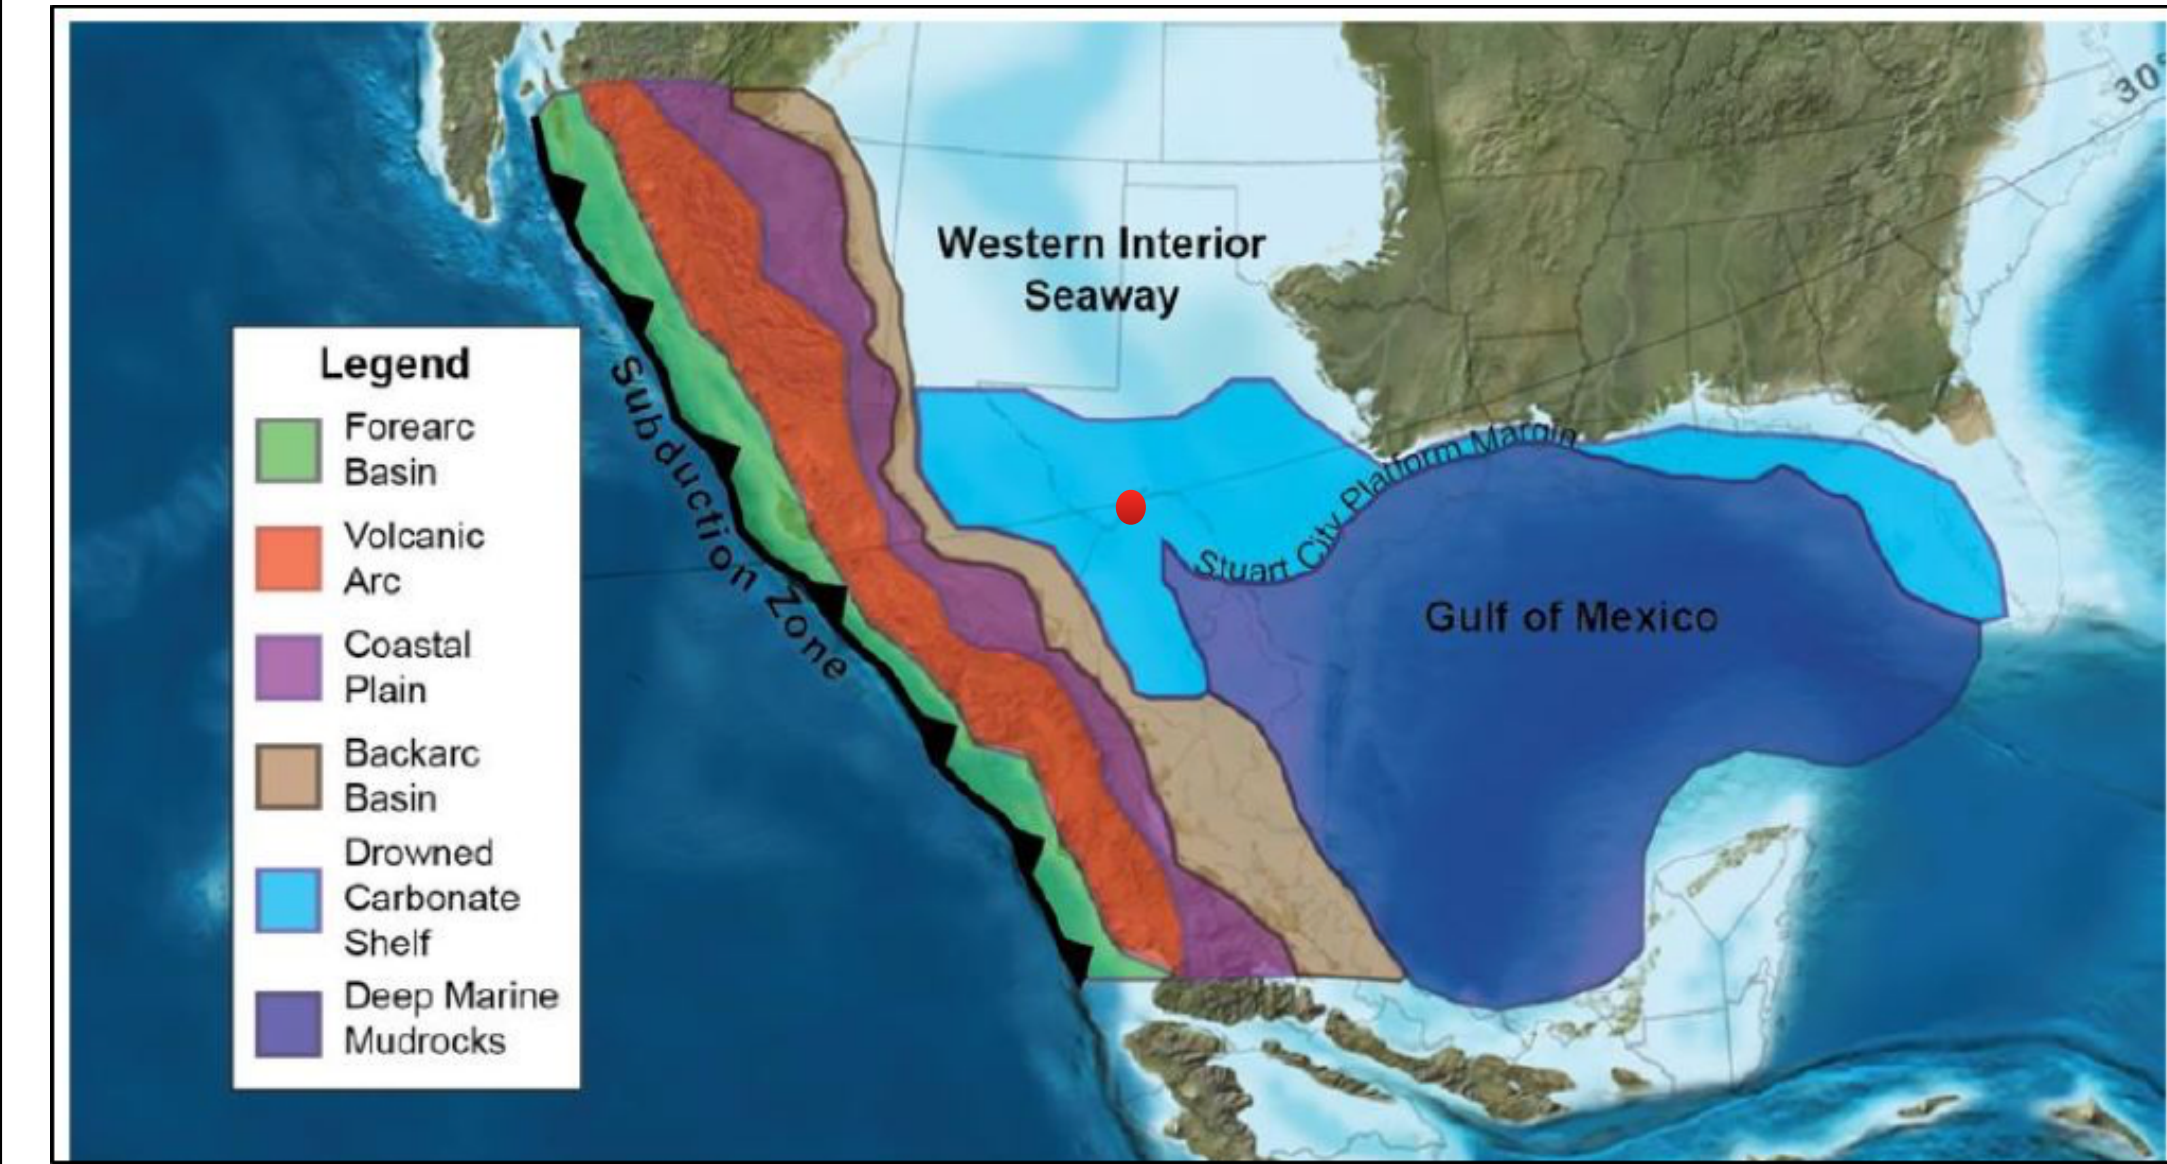 30°
Western Interior
Seaway
Legend
Forearc
Basin
Volcanic
Arc
Coastal
Plain
Backarc
Basin
Drowned
Carbonate
Shelf
Deep Marine
Mudrocks
Subduction Zone
Stuart City Platform Margin
Gulf of Mexico